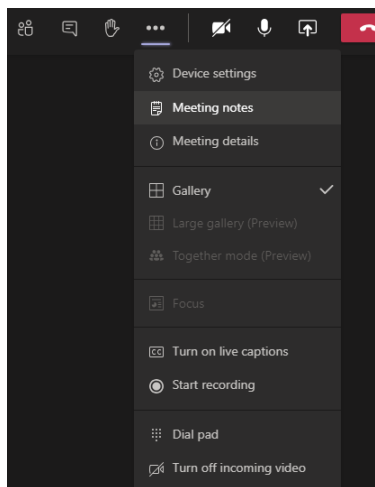 Device settings
Meeting notes
Meeting details
Gallery
Large gallery (Preview)
Together mode (Preview)
Focus
CC Turn on live captions
Start recording
Dial pad
Turn off incoming video